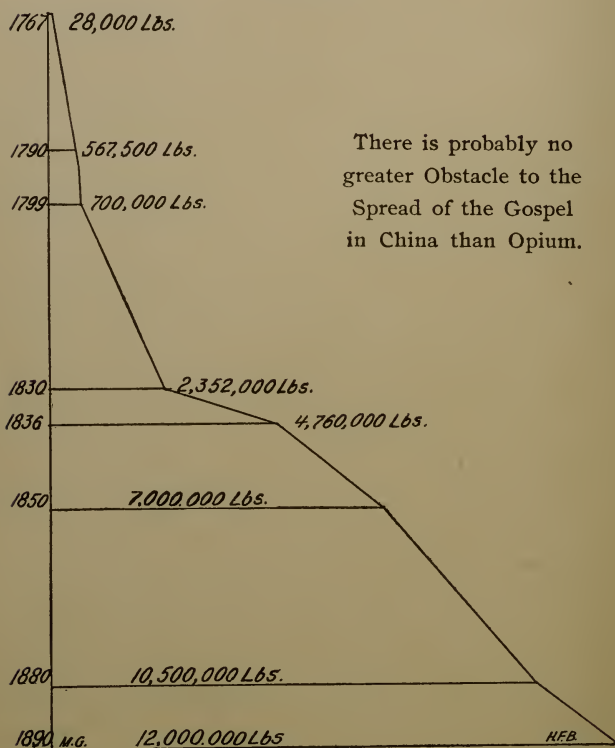 1767 28,000 Lbs.
1790 567,500 Lbs.
1799 700,000 Lbs.
There is probably no
greater Obstacle to the
Spread of the Gospel
in China than Opium.
1830 2,352,000 Lbs.
1836 4,760,000 Lbs.
1850 7.000.000 Lbs.
1880 10,500,000 Lbs.
1890 M.G. 12.000.000 Lbs H.F.B.